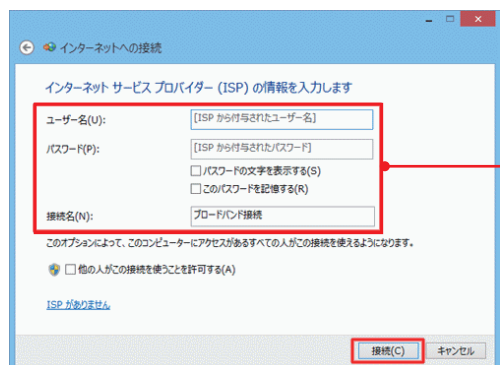 インターネットへの接続
インターネット サービス プロバイダー (ISP) の情報を入力します
ユーザー名(U):
[ISP から付与されたユーザー名]
パスワード(P):
[ISP から付与されたパスワード]
パスワードの文字を表示する(S)
このパスワードを記憶する(R)
接続名(N):
ブロードバンド接続
このオプションによって、このコンピューターにアクセスがあるすべての人がこの接続を使えるようになります。
他の人がこの接続を使うことを許可する(A)
ISP がありません
接続(C)
キャンセル